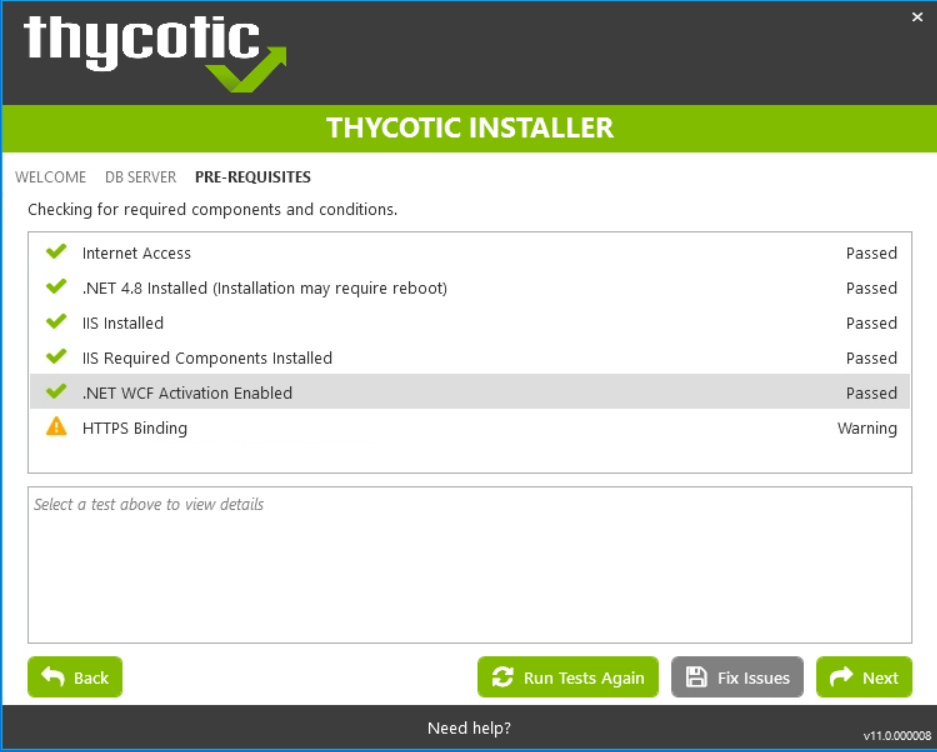 thycotic
THYCOTIC INSTALLER
WELCOME DB SERVER PRE-REQUISITES
Checking for required components and conditions.
Internet Access Passed
.NET 4.8 Installed (Installation may require reboot) Passed
IIS Installed Passed
IIS Required Components Installed Passed
.NET WCF Activation Enabled Passed
HTTPS Binding Warning
Select a test above to view details
Back Run Tests Again Fix Issues Next
Need help?
v11.0.000008